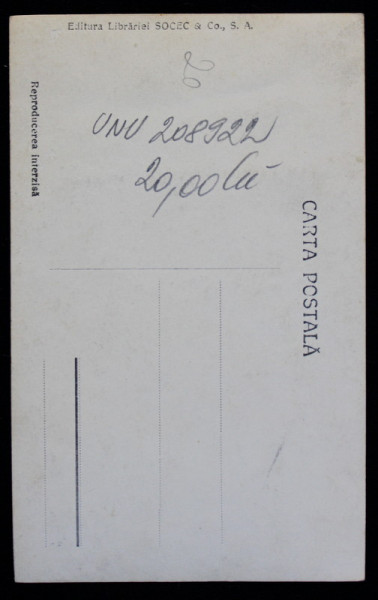 Editura Librăriei SOCEC & Co., S. A.
Reproducerea interzisă
UNU 208922
20,00 lei
CARTA POSTALĂ